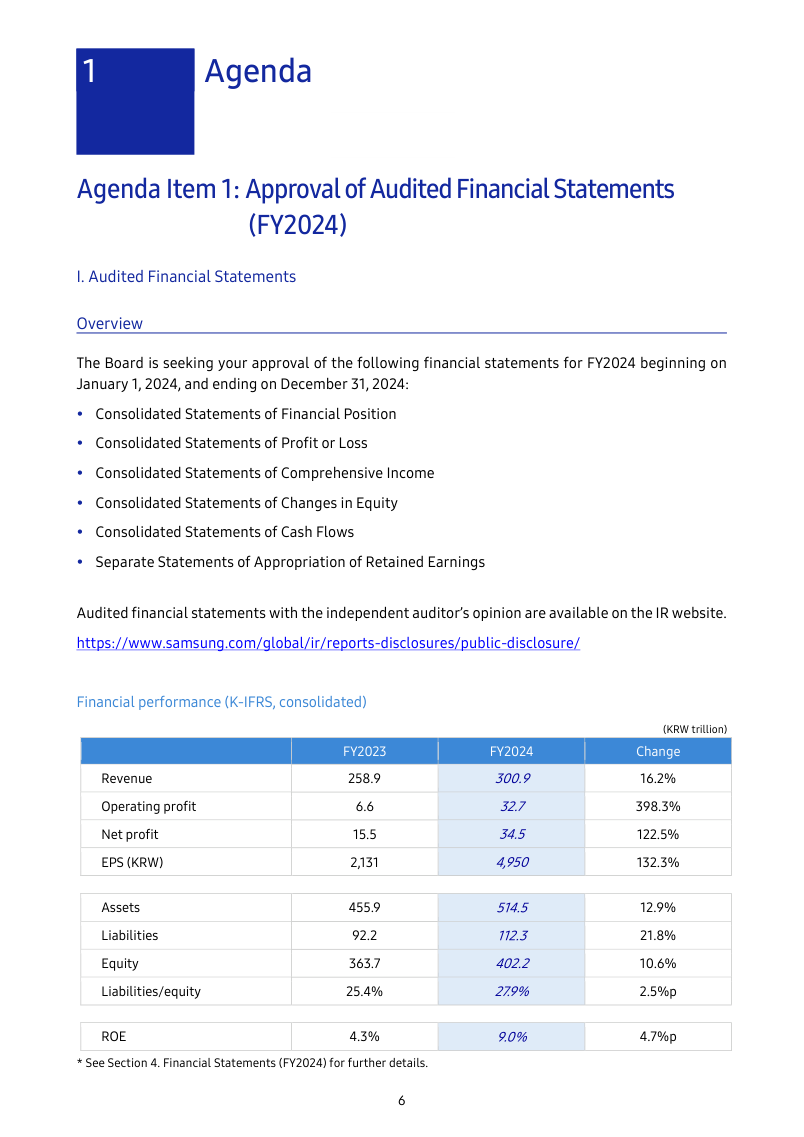 1 Agenda
Agenda Item 1: Approval of Audited Financial Statements
(FY2024)
I. Audited Financial Statements
Overview
The Board is seeking your approval of the following financial statements for FY2024 beginning on
January 1, 2024, and ending on December 31, 2024:
• Consolidated Statements of Financial Position
• Consolidated Statements of Profit or Loss
• Consolidated Statements of Comprehensive Income
• Consolidated Statements of Changes in Equity
• Consolidated Statements of Cash Flows
• Separate Statements of Appropriation of Retained Earnings
Audited financial statements with the independent auditor’s opinion are available on the IR website.
https://www.samsung.com/global/ir/reports-disclosures/public-disclosure/
Financial performance (K-IFRS, consolidated)
(KRW trillion)
FY2023 FY2024 Change
Revenue 258.9 300.9 16.2%
Operating profit 6.6 32.7 398.3%
Net profit 15.5 34.5 122.5%
EPS (KRW) 2,131 4,950 132.3%
Assets 455.9 514.5 12.9%
Liabilities 92.2 112.3 21.8%
Equity 363.7 402.2 10.6%
Liabilities/equity 25.4% 27.9% 2.5%p
ROE 4.3% 9.0% 4.7%p
* See Section 4. Financial Statements (FY2024) for further details.
6